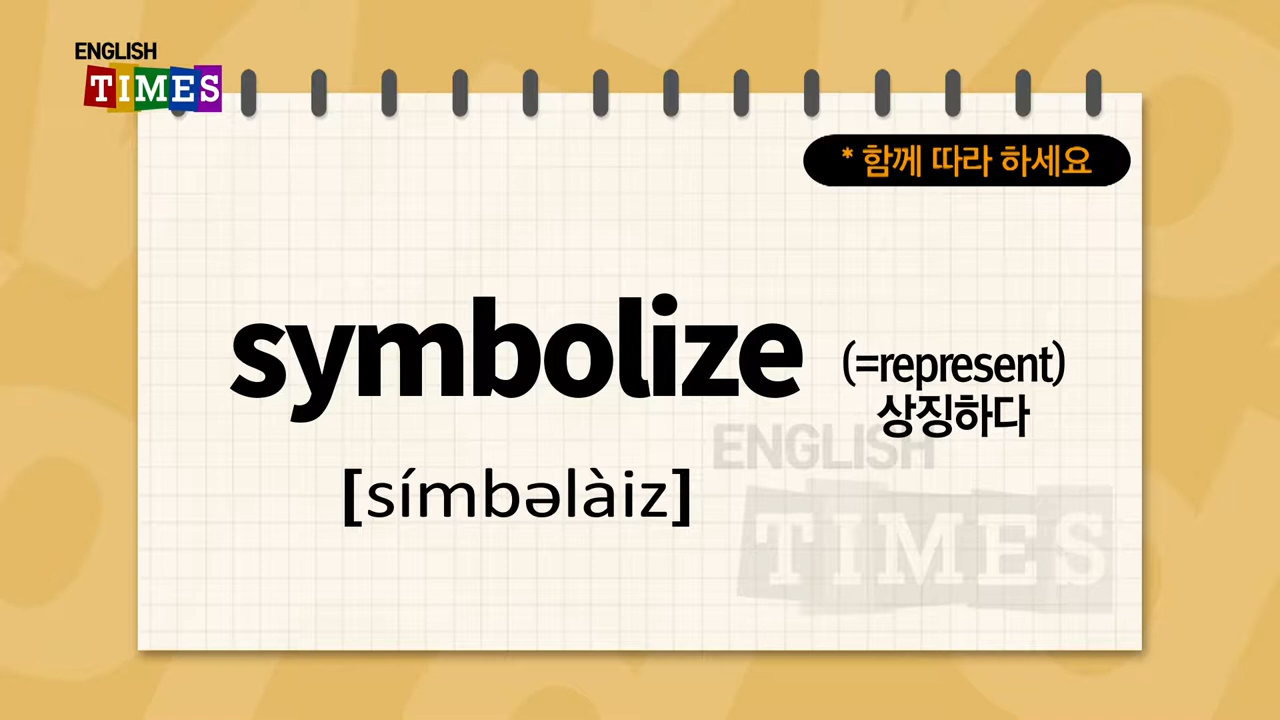 ENGLISH
TIMES
* 함께 따라 하세요
symbolize
(=represent)
상징하다
[símbəlàiz]
ENGLISH
TIMES